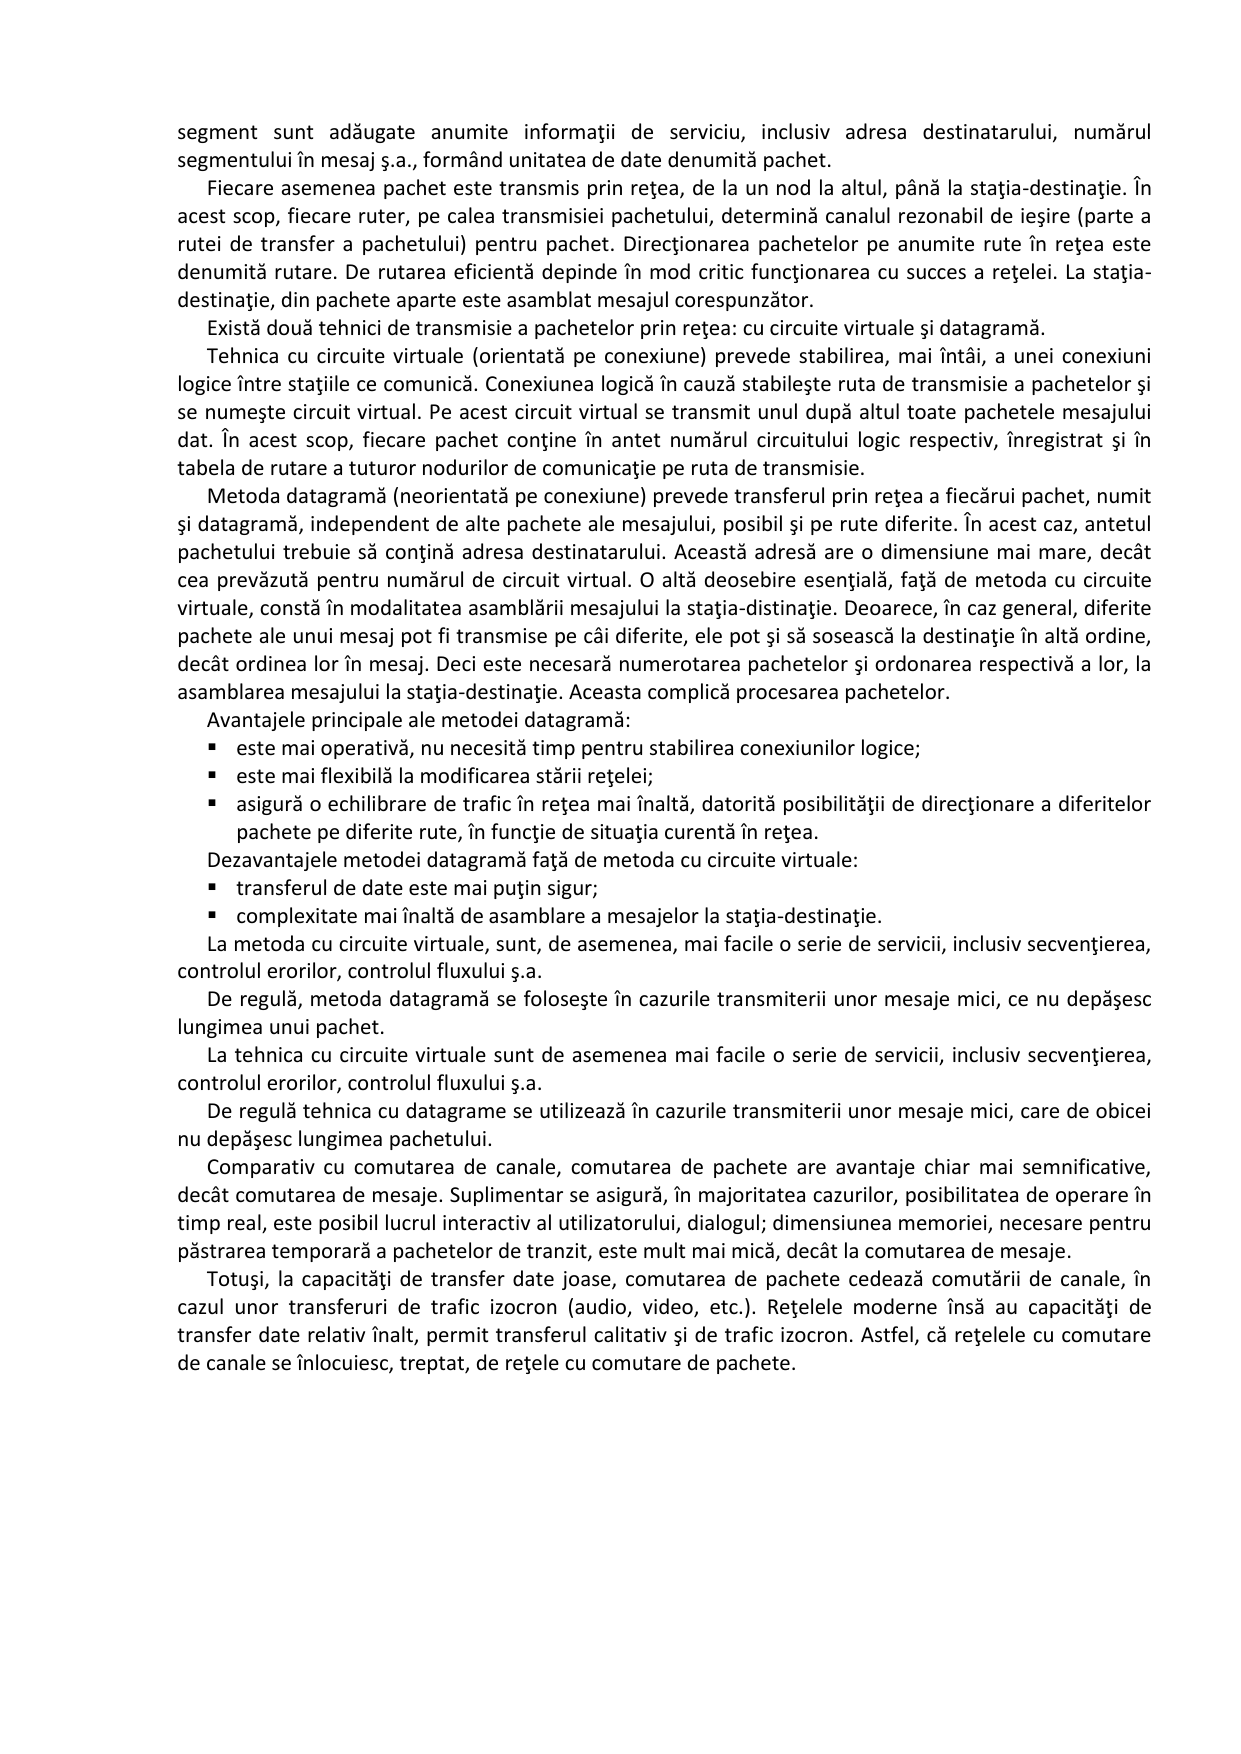 segment sunt adăugate anumite informaţii de serviciu, inclusiv adresa destinatarului, numărul
segmentului în mesaj ş.a., formând unitatea de date denumită pachet.
Fiecare asemenea pachet este transmis prin reţea, de la un nod la altul, până la staţia-destinaţie. În
acest scop, fiecare ruter, pe calea transmisiei pachetului, determină canalul rezonabil de ieşire (parte a
rutei de transfer a pachetului) pentru pachet. Direcţionarea pachetelor pe anumite rute în reţea este
denumită rutare. De rutarea eficientă depinde în mod critic funcţionarea cu succes a reţelei. La staţia-
destinaţie, din pachete aparte este asamblat mesajul corespunzător.
Există două tehnici de transmisie a pachetelor prin reţea: cu circuite virtuale şi datagramă.
Tehnica cu circuite virtuale (orientată pe conexiune) prevede stabilirea, mai întâi, a unei conexiuni
logice între staţiile ce comunică. Conexiunea logică în cauză stabileşte ruta de transmisie a pachetelor şi
se numeşte circuit virtual. Pe acest circuit virtual se transmit unul după altul toate pachetele mesajului
dat. În acest scop, fiecare pachet conţine în antet numărul circuitului logic respectiv, înregistrat şi în
tabela de rutare a tuturor nodurilor de comunicaţie pe ruta de transmisie.
Metoda datagramă (neorientată pe conexiune) prevede transferul prin reţea a fiecărui pachet, numit
şi datagramă, independent de alte pachete ale mesajului, posibil şi pe rute diferite. În acest caz, antetul
pachetului trebuie să conţină adresa destinatarului. Această adresă are o dimensiune mai mare, decât
cea prevăzută pentru numărul de circuit virtual. O altă deosebire esenţială, faţă de metoda cu circuite
virtuale, constă în modalitatea asamblării mesajului la staţia-distinaţie. Deoarece, în caz general, diferite
pachete ale unui mesaj pot fi transmise pe căi diferite, ele pot şi să sosească la destinaţie în altă ordine,
decât ordinea lor în mesaj. Deci este necesară numerotarea pachetelor şi ordonarea respectivă a lor, la
asamblarea mesajului la staţia-destinaţie. Aceasta complică procesarea pachetelor.
Avantajele principale ale metodei datagramă:
▪ este mai operativă, nu necesită timp pentru stabilirea conexiunilor logice;
▪ este mai flexibilă la modificarea stării reţelei;
▪ asigură o echilibrare de trafic în reţea mai înaltă, datorită posibilităţii de direcţionare a diferitelor
pachete pe diferite rute, în funcţie de situaţia curentă în reţea.
Dezavantajele metodei datagramă faţă de metoda cu circuite virtuale:
▪ transferul de date este mai puţin sigur;
▪ complexitate mai înaltă de asamblare a mesajelor la staţia-destinaţie.
La metoda cu circuite virtuale, sunt, de asemenea, mai facile o serie de servicii, inclusiv secvenţierea,
controlul erorilor, controlul fluxului ş.a.
De regulă, metoda datagramă se foloseşte în cazurile transmiterii unor mesaje mici, ce nu depăşesc
lungimea unui pachet.
La tehnica cu circuite virtuale sunt de asemenea mai facile o serie de servicii, inclusiv secvenţierea,
controlul erorilor, controlul fluxului ş.a.
De regulă tehnica cu datagrame se utilizează în cazurile transmiterii unor mesaje mici, care de obicei
nu depăşesc lungimea pachetului.
Comparativ cu comutarea de canale, comutarea de pachete are avantaje chiar mai semnificative,
decât comutarea de mesaje. Suplimentar se asigură, în majoritatea cazurilor, posibilitatea de operare în
timp real, este posibil lucrul interactiv al utilizatorului, dialogul; dimensiunea memoriei, necesare pentru
păstrarea temporară a pachetelor de tranzit, este mult mai mică, decât la comutarea de mesaje.
Totuşi, la capacităţi de transfer date joase, comutarea de pachete cedează comutării de canale, în
cazul unor transferuri de trafic izocron (audio, video, etc.). Reţelele moderne însă au capacităţi de
transfer date relativ înalt, permit transferul calitativ şi de trafic izocron. Astfel, că reţelele cu comutare
de canale se înlocuiesc, treptat, de reţele cu comutare de pachete.